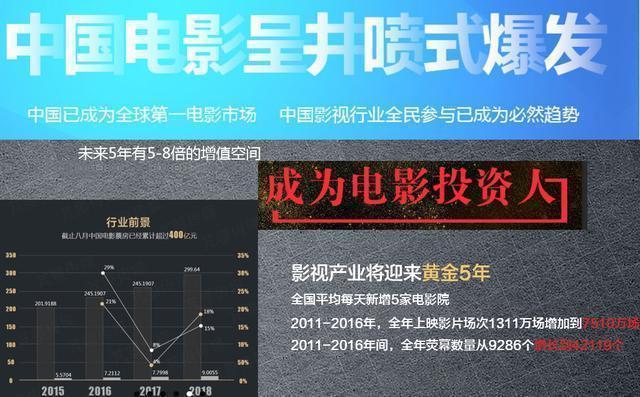 中国电影呈井喷式爆发
中国已成为全球第一电影市场 中国影视行业全民参与已成为必然趋势
未来5年有5-8倍的增值空间
成为电影投资人
行业前景
截止八月中国电影票房已经累计超过400亿元
350 35%
300 30%
250 25%
200 20%
150 15%
100 10%
50 5%
0 0%
201.9188 245.1907 245.1907 299.64
29%
21%
8%
6%
18%
15%
5.5704 7.2112 7.7998 9.0055
2015 2016 2017 2018
影视产业将迎来黄金5年
全国平均每天新增5家电影院
2011-2016年，全年上映影片场次1311万场增加到7510万场
2011-2016年间，全年荧幕数量从9286个增长到42119个